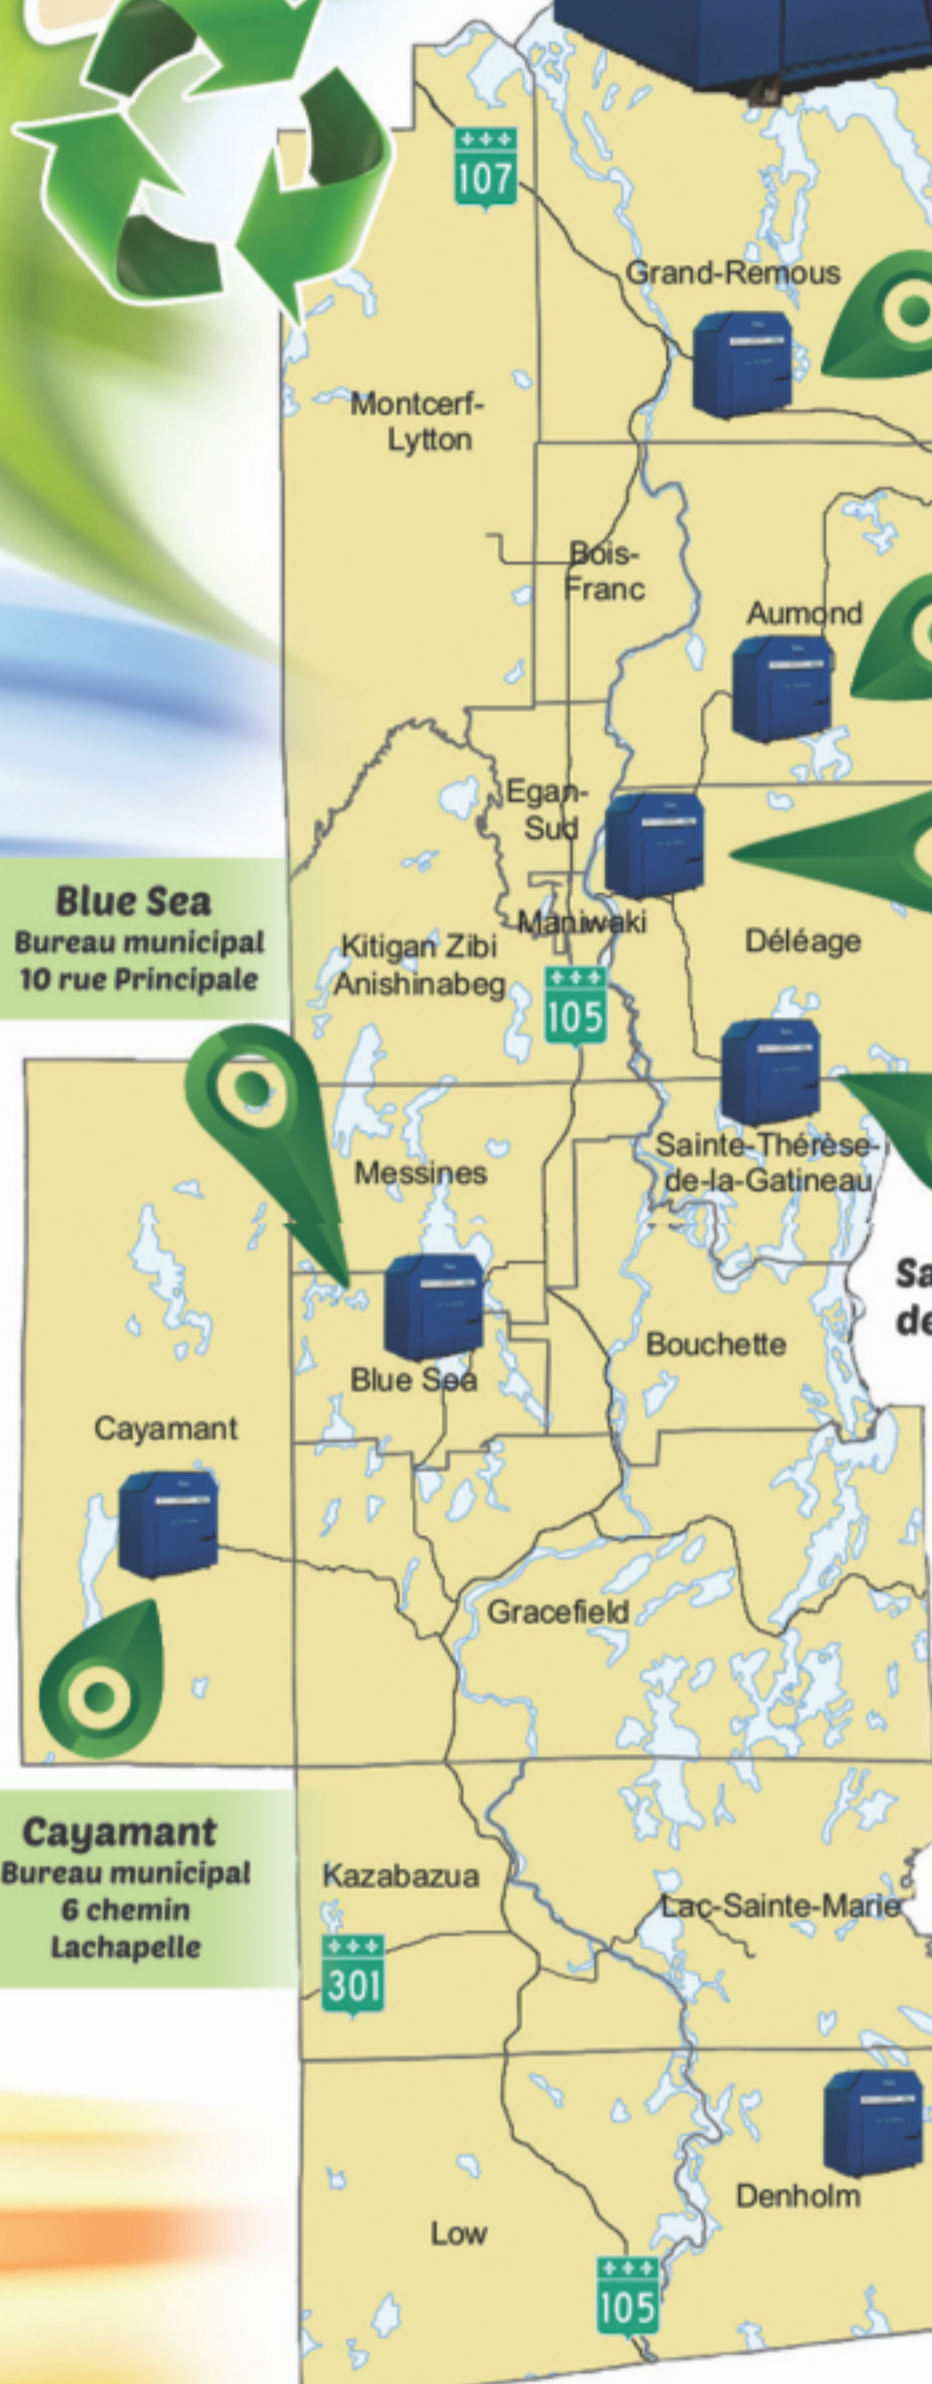 107
Grand-Remous
Montcerf-
Lytton
Bois-
Franc
Aumond
Egan-
Sud
Blue Sea
Bureau municipal
10 rue Principale
Maniwaki
Kitigan Zibi
Anishinabeg
Déléage
105
Sainte-Thérèse-
de-la-Gatineau
Messines
Sa
de
Bouchette
Blue Sea
Cayamant
Gracefield
Cayamant
Bureau municipal
6 chemin
Lachapelle
Kazabazua
Lac-Sainte-Marie
301
Denholm
Low
105